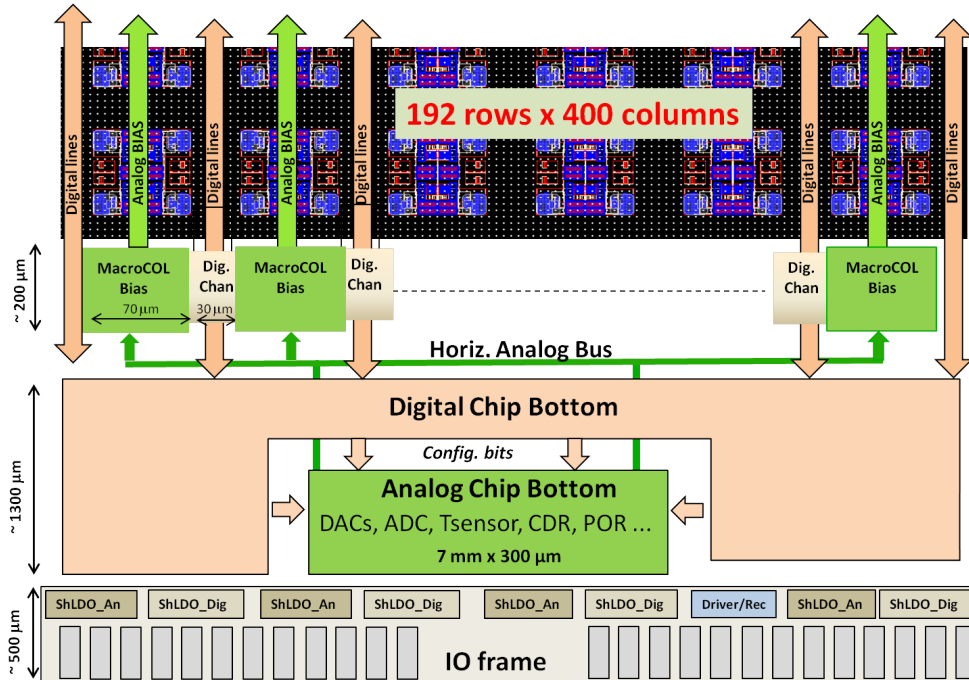 192 rows x 400 columns
Digital lines
Analog BIAS
Digital lines
Analog BIAS
Digital lines
Digital lines
Analog BIAS
Digital lines
~ 200 µm
MacroCOL
Bias
70 µm
Dig.
Chan
30 µm
MacroCOL
Bias
Dig.
Chan
Dig.
Chan
MacroCOL
Bias
Horiz. Analog Bus
~ 1300 µm
Digital Chip Bottom
Config. bits
Analog Chip Bottom
DACs, ADC, Tsensor, CDR, POR ...
7 mm x 300 µm
~ 500 µm
ShLDO_An
ShLDO_Dig
ShLDO_An
ShLDO_Dig
ShLDO_An
ShLDO_Dig
Driver/Rec
ShLDO_An
ShLDO_Dig
IO frame